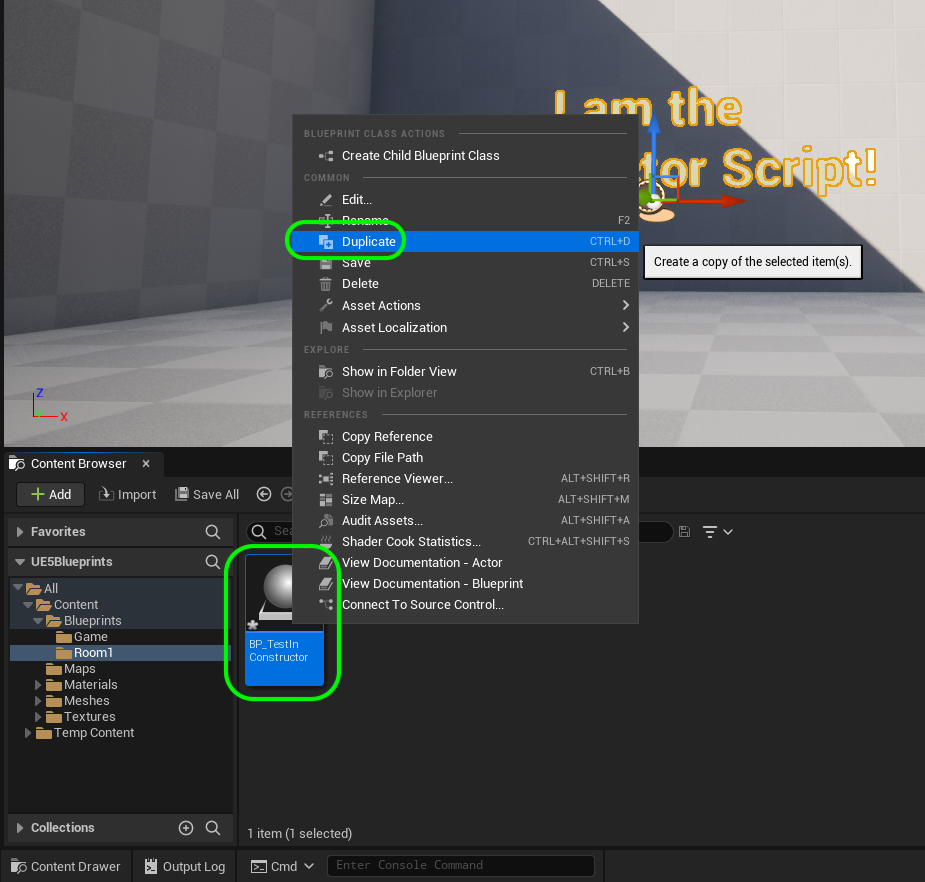 I am the
tor Script!
BLUEPRINT CLASS ACTIONS
Create Child Blueprint Class
COMMON
Edit...
Rename F2
Duplicate CTRL+D
Create a copy of the selected item(s).
Save CTRL+S
Delete DELETE
Asset Actions
Asset Localization
EXPLORE
Show in Folder View CTRL+B
Show in Explorer
REFERENCES
Copy Reference
Copy File Path
Reference Viewer... ALT+SHIFT+R
Size Map... ALT+SHIFT+M
Audit Assets... ALT+SHIFT+A
Shader Cook Statistics... CTRL+ALT+SHIFT+S
View Documentation - Actor
View Documentation - Blueprint
Connect To Source Control...
Z
X
Content Browser
Add Import Save All
Favorites
Sea
UE5Blueprints
All
Content
Blueprints
Game
Room1
Maps
Materials
Meshes
Textures
Temp Content
BP_TestIn
Constructor
Collections
1 item (1 selected)
Content Drawer Output Log Cmd Enter Console Command